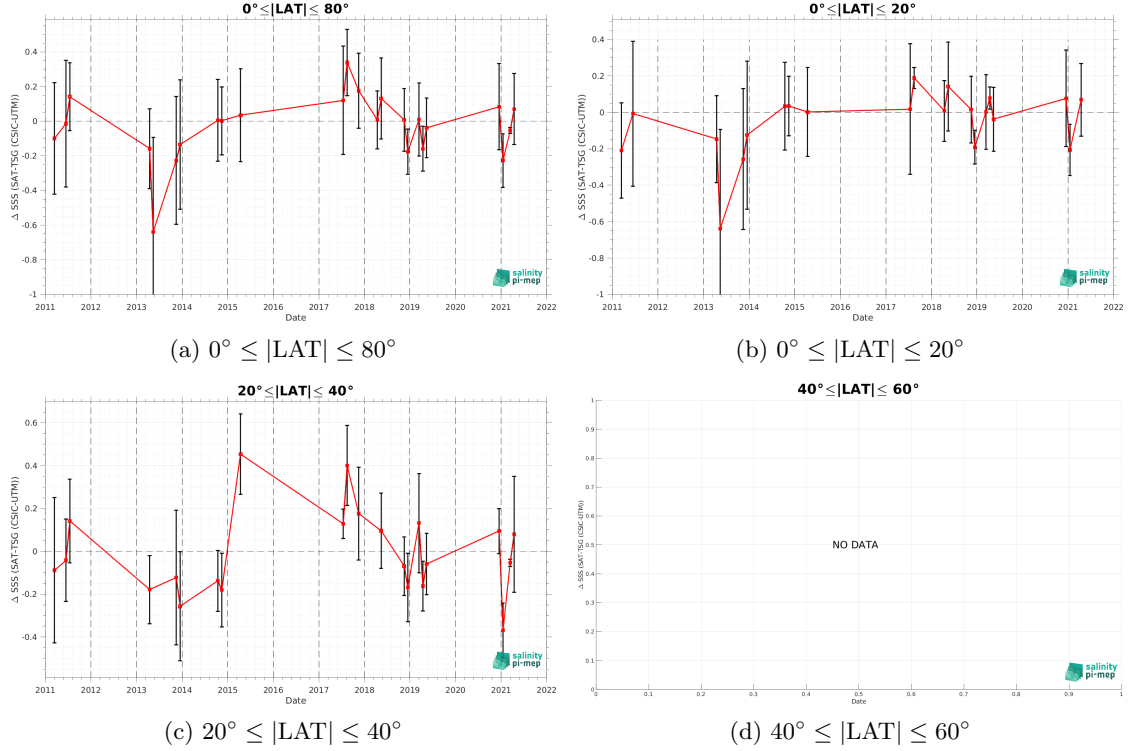 0°≤|LAT|≤ 80°
0.4
0.2
0
-0.2
-0.4
-0.6
-0.8
-1
Δ SSS (SAT-TSG (CSIC-UTM))
2011 2012 2013 2014 2015 2016 2017 2018 2019 2020 2021 2022
Date
salinity
pi-mep
(a) 0° ≤ |LAT| ≤ 80°
0°≤|LAT|≤ 20°
0.4
0.2
0
-0.2
-0.4
-0.6
-0.8
-1
Δ SSS (SAT-TSG (CSIC-UTM))
2011 2012 2013 2014 2015 2016 2017 2018 2019 2020 2021 2022
Date
salinity
pi-mep
(b) 0° ≤ |LAT| ≤ 20°
20°≤|LAT|≤ 40°
0.6
0.4
0.2
0
-0.2
-0.4
Δ SSS (SAT-TSG (CSIC-UTM))
2011 2012 2013 2014 2015 2016 2017 2018 2019 2020 2021 2022
Date
salinity
pi-mep
(c) 20° ≤ |LAT| ≤ 40°
40°≤|LAT|≤ 60°
1
0.9
0.8
0.7
0.6
0.5
0.4
0.3
0.2
0.1
0
Δ SSS (SAT-TSG (CSIC-UTM))
NO DATA
0 0.1 0.2 0.3 0.4 0.5 0.6 0.7 0.8 0.9 1
Date
salinity
pi-mep
(d) 40° ≤ |LAT| ≤ 60°